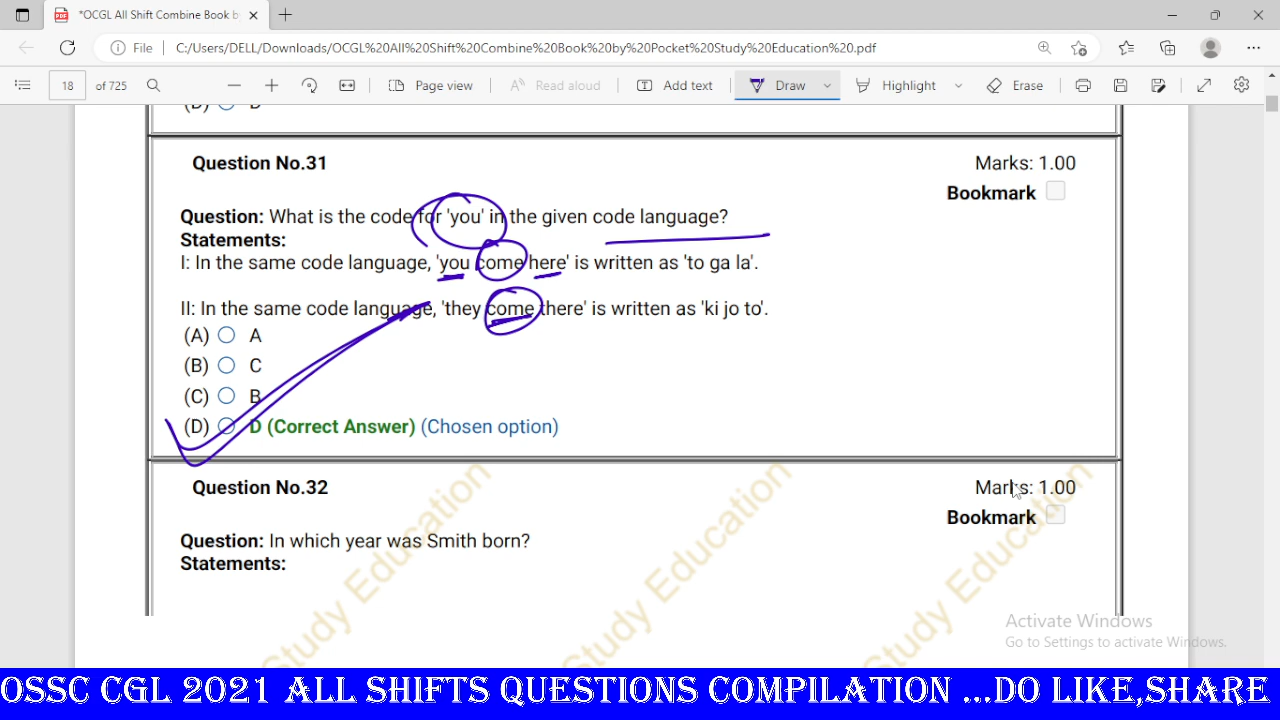 *OCGL All Shift Combine Book b
File C:/Users/DELL/Downloads/OCGL%20All%20Shift%20Combine%20Book%20by%20Pocket%20Study%20Education%20.pdf
18 of 725 Page view Read aloud Add text Draw Highlight Erase
(D) D
Question No.31 Marks: 1.00
Bookmark
Question: What is the code for 'you' in the given code language?
Statements:
I: In the same code language, 'you come here' is written as 'to ga la'.
II: In the same code language, 'they come there' is written as 'ki jo to'.
(A) A
(B) C
(C) B
(D) D (Correct Answer) (Chosen option)
Question No.32 Marks: 1.00
Bookmark
Question: In which year was Smith born?
Statements:
Study Education Study Education Study Education
Activate Windows
Go to Settings to activate Windows.
OSSC CGL 2021 ALL SHIFTS QUESTIONS COMPILATION ...DO LIKE,SHARE